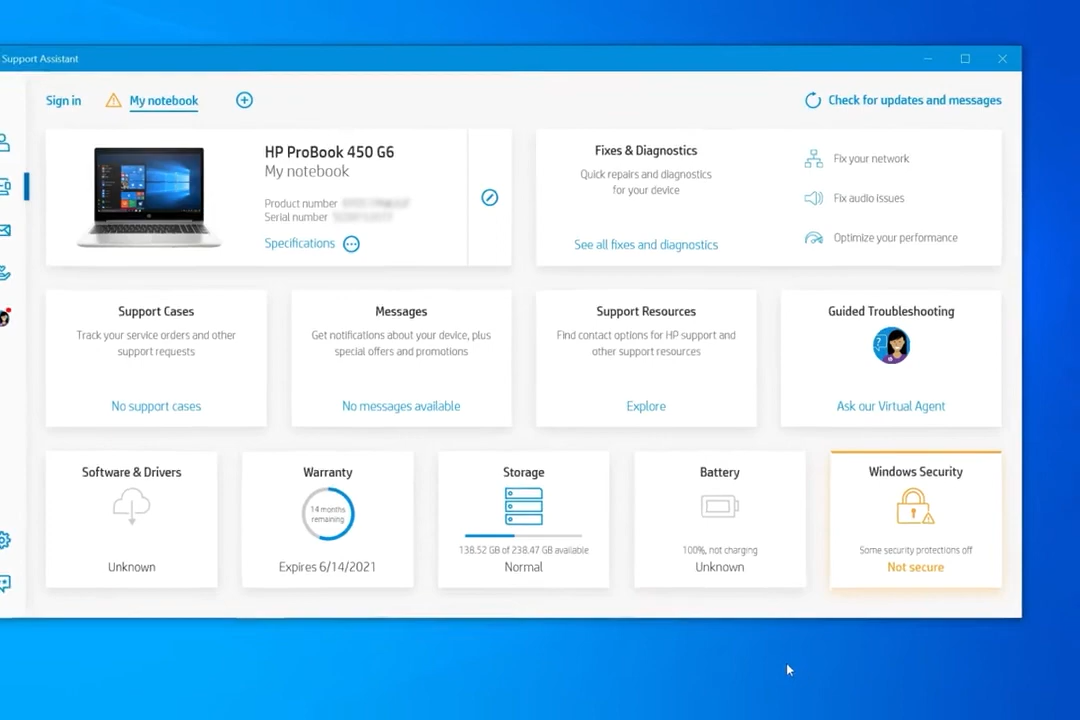 Support Assistant
Sign in
My notebook
Check for updates and messages
HP ProBook 450 G6
My notebook
Product number
Serial number
Specifications
Fixes & Diagnostics
Quick repairs and diagnostics
for your device
See all fixes and diagnostics
Fix your network
Fix audio issues
Optimize your performance
Support Cases
Track your service orders and other
support requests
No support cases
Messages
Get notifications about your device, plus
special offers and promotions
No messages available
Support Resources
Find contact options for HP support and
other support resources
Explore
Guided Troubleshooting
?
Ask our Virtual Agent
Software & Drivers
Unknown
Warranty
14 months
remaining
Expires 6/14/2021
Storage
138.52 GB of 238.47 GB available
Normal
Battery
100%, not charging
Unknown
Windows Security
Some security protections off
Not secure